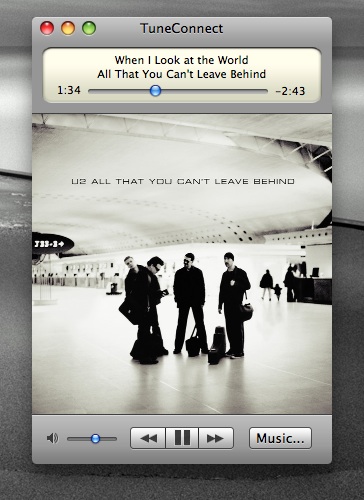 TuneConnect
When I Look at the World
All That You Can't Leave Behind
1:34
-2:43
U2 ALL THAT YOU CAN'T LEAVE BEHIND
J33-3→
Music...